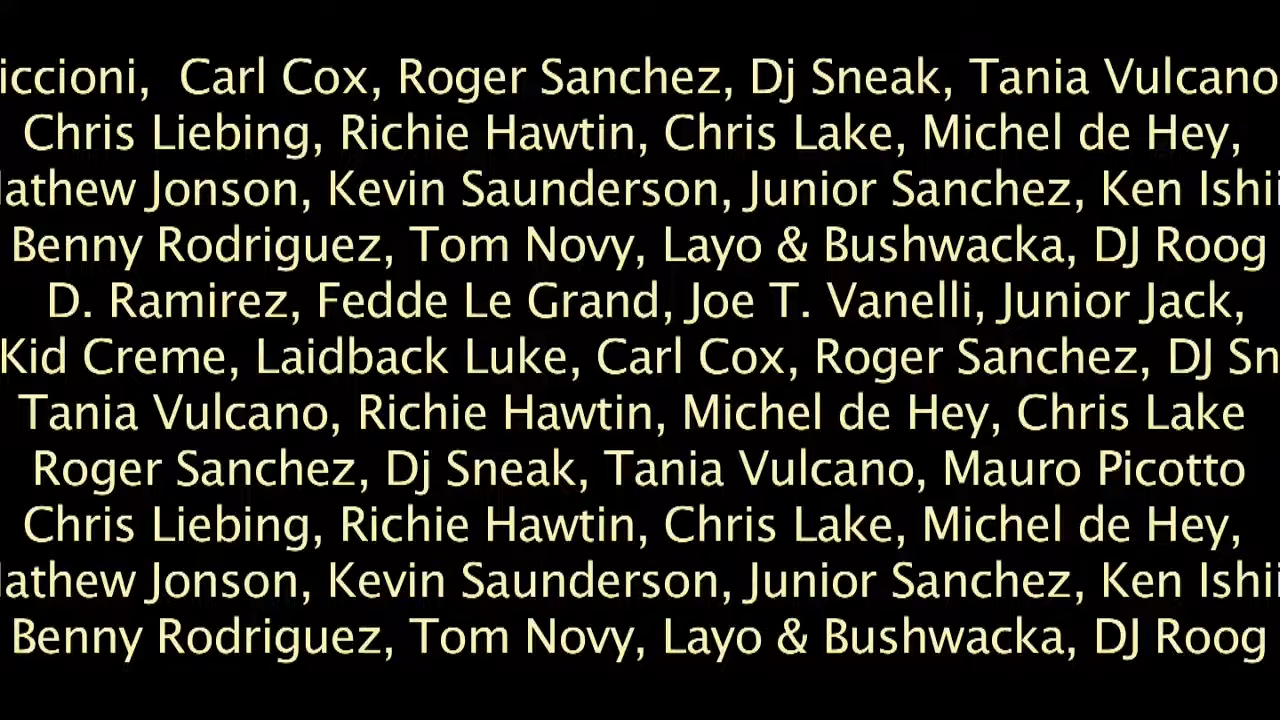 iccioni, Carl Cox, Roger Sanchez, Dj Sneak, Tania Vulcano
Chris Liebing, Richie Hawtin, Chris Lake, Michel de Hey,
athew Jonson, Kevin Saunderson, Junior Sanchez, Ken Ishii
Benny Rodriguez, Tom Novy, Layo & Bushwacka, DJ Roog
D. Ramirez, Fedde Le Grand, Joe T. Vanelli, Junior Jack,
Kid Creme, Laidback Luke, Carl Cox, Roger Sanchez, DJ Sn
Tania Vulcano, Richie Hawtin, Michel de Hey, Chris Lake
Roger Sanchez, Dj Sneak, Tania Vulcano, Mauro Picotto
Chris Liebing, Richie Hawtin, Chris Lake, Michel de Hey,
athew Jonson, Kevin Saunderson, Junior Sanchez, Ken Ishii
Benny Rodriguez, Tom Novy, Layo & Bushwacka, DJ Roog